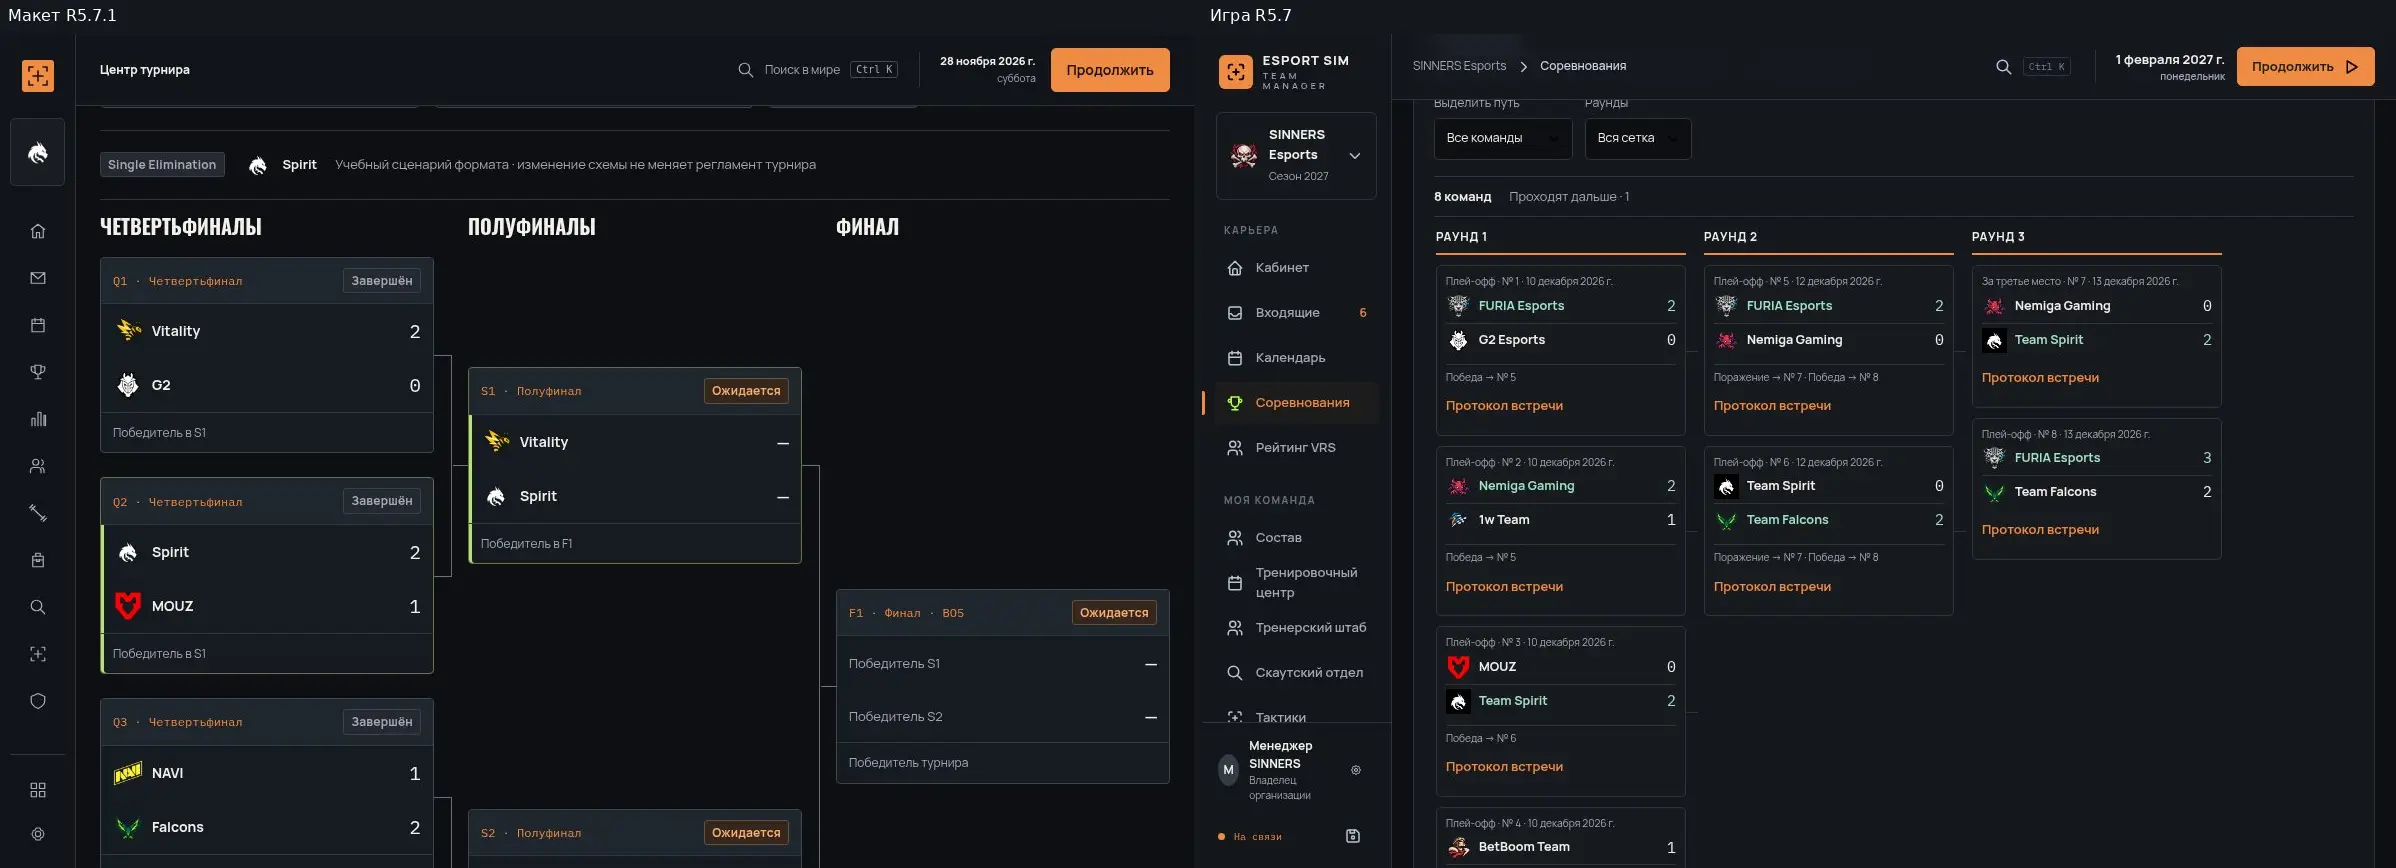 Макет R5.7.1
Центр турнира
Поиск в мире
Ctrl K
28 ноября 2026 г.
суббота
Продолжить
Single Elimination
Spirit
Учебный сценарий формата · изменение схемы не меняет регламент турнира
ЧЕТВЕРТЬФИНАЛЫ
Q1 · Четвертьфинал
Завершён
Vitality
2
G2
0
Победитель в S1
Q2 · Четвертьфинал
Завершён
Spirit
2
MOUZ
1
Победитель в S1
Q3 · Четвертьфинал
Завершён
NAVI
1
Falcons
2
ПОЛУФИНАЛЫ
S1 · Полуфинал
Ожидается
Vitality
—
Spirit
—
Победитель в F1
S2 · Полуфинал
Ожидается
ФИНАЛ
F1 · Финал · BO5
Ожидается
Победитель S1
—
Победитель S2
—
Победитель турнира
Игра R5.7
ESPORT SIM
TEAM
MANAGER
SINNERS
Esports
Сезон 2027
КАРЬЕРА
Кабинет
Входящие
6
Календарь
Соревнования
Рейтинг VRS
МОЯ КОМАНДА
Состав
Тренировочный
центр
Тренерский штаб
Скаутский отдел
Тактики
М
Менеджер
SINNERS
Владелец
организации
На связи
SINNERS Esports
Соревнования
Ctrl K
1 февраля 2027 г.
понедельник
Продолжить
Выделить путь
Раунды
Все команды
Вся сетка
8 команд
Проходят дальше · 1
РАУНД 1
Плей-офф · № 1 · 10 декабря 2026 г.
FURIA Esports
2
G2 Esports
0
Победа → № 5
Протокол встречи
Плей-офф · № 2 · 10 декабря 2026 г.
Nemiga Gaming
2
1w Team
1
Победа → № 5
Протокол встречи
Плей-офф · № 3 · 10 декабря 2026 г.
MOUZ
0
Team Spirit
2
Победа → № 6
Протокол встречи
Плей-офф · № 4 · 10 декабря 2026 г.
BetBoom Team
1
РАУНД 2
Плей-офф · № 5 · 12 декабря 2026 г.
FURIA Esports
2
Nemiga Gaming
0
Поражение → № 7 · Победа → № 8
Протокол встречи
Плей-офф · № 6 · 12 декабря 2026 г.
Team Spirit
0
Team Falcons
2
Поражение → № 7 · Победа → № 8
Протокол встречи
РАУНД 3
За третье место · № 7 · 13 декабря 2026 г.
Nemiga Gaming
0
Team Spirit
2
Протокол встречи
Плей-офф · № 8 · 13 декабря 2026 г.
FURIA Esports
3
Team Falcons
2
Протокол встречи